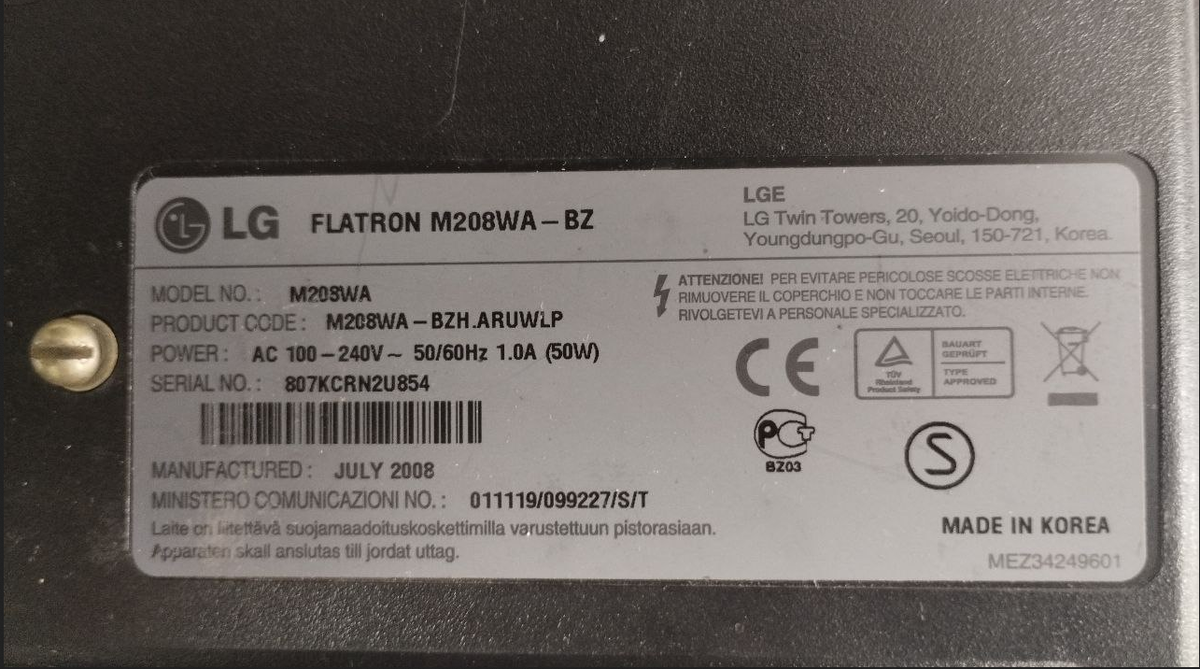 LG FLATRON M208WA-BZ
LGE
LG Twin Towers, 20, Yoido-Dong,
Youngdungpo-Gu, Seoul, 150-721, Korea.
MODEL NO.: M208WA
PRODUCT CODE: M208WA-BZH.ARUWLP
POWER: AC 100-240V~ 50/60Hz 1.0A (50W)
SERIAL NO.: 807KCRN2U854
ATTENZIONE! PER EVITARE PERICOLOSE SCOSSE ELETTRICHE NON
RIMUOVERE IL COPERCHIO E NON TOCCARE LE PARTI INTERNE.
RIVOLGETEVI A PERSONALE SPECIALIZZATO.
CE
TÜV
Rheinland
Product Safety
BAUART
GEPRÜFT
TYPE
APPROVED
PCT
BZ03
S
MANUFACTURED: JULY 2008
MINISTERO COMUNICAZIONI NO.: 011119/099227/S/T
Laite on liitettävä suojamaadoituskoskettimilla varustettuun pistorasiaan.
Apparaten skall anslutas till jordat uttag.
MADE IN KOREA
MEZ34249601